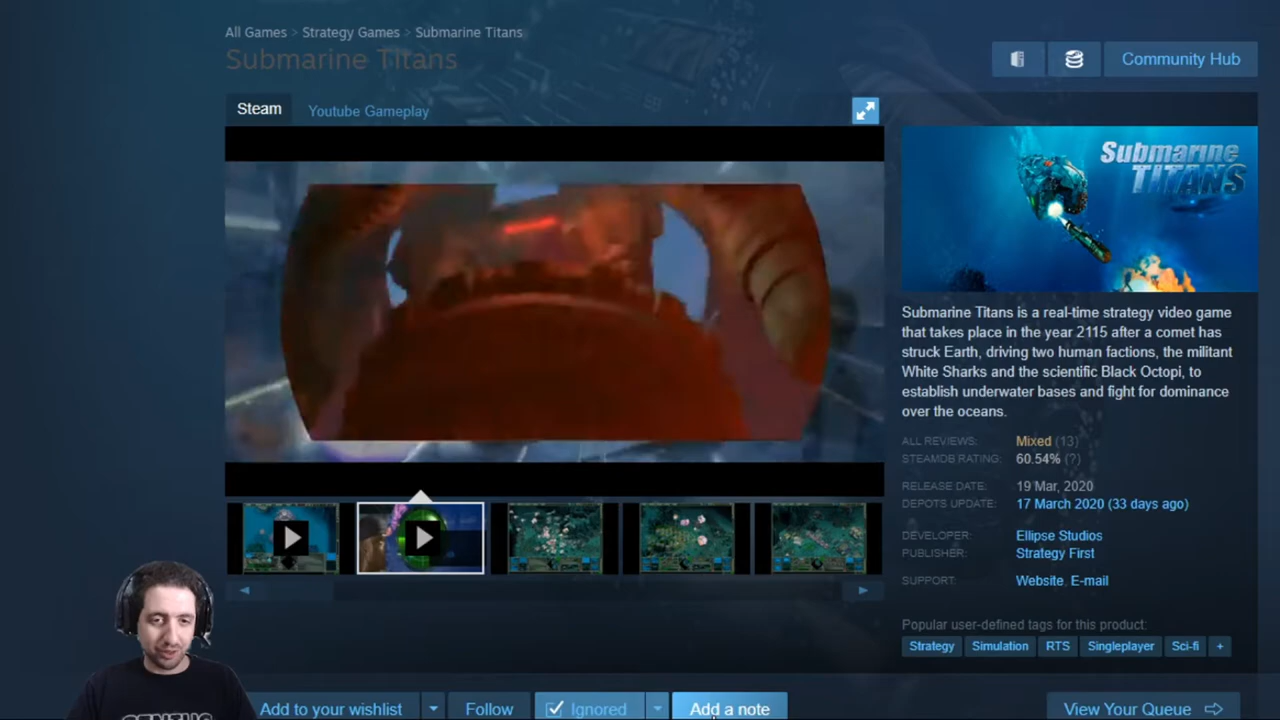 All Games > Strategy Games > Submarine Titans
Submarine Titans
Community Hub
Steam
Youtube Gameplay
Submarine
TITANS
Submarine Titans is a real-time strategy video game
that takes place in the year 2115 after a comet has
struck Earth, driving two human factions, the militant
White Sharks and the scientific Black Octopi, to
establish underwater bases and fight for dominance
over the oceans.
ALL REVIEWS: Mixed (13)
STEAMDB RATING: 60.54% (?)
RELEASE DATE: 19 Mar, 2020
DEPOTS UPDATE: 17 March 2020 (33 days ago)
DEVELOPER: Ellipse Studios
PUBLISHER: Strategy First
SUPPORT: Website, E-mail
Popular user-defined tags for this product:
Strategy Simulation RTS Singleplayer Sci-fi +
Add to your wishlist Follow Ignored Add a note View Your Queue